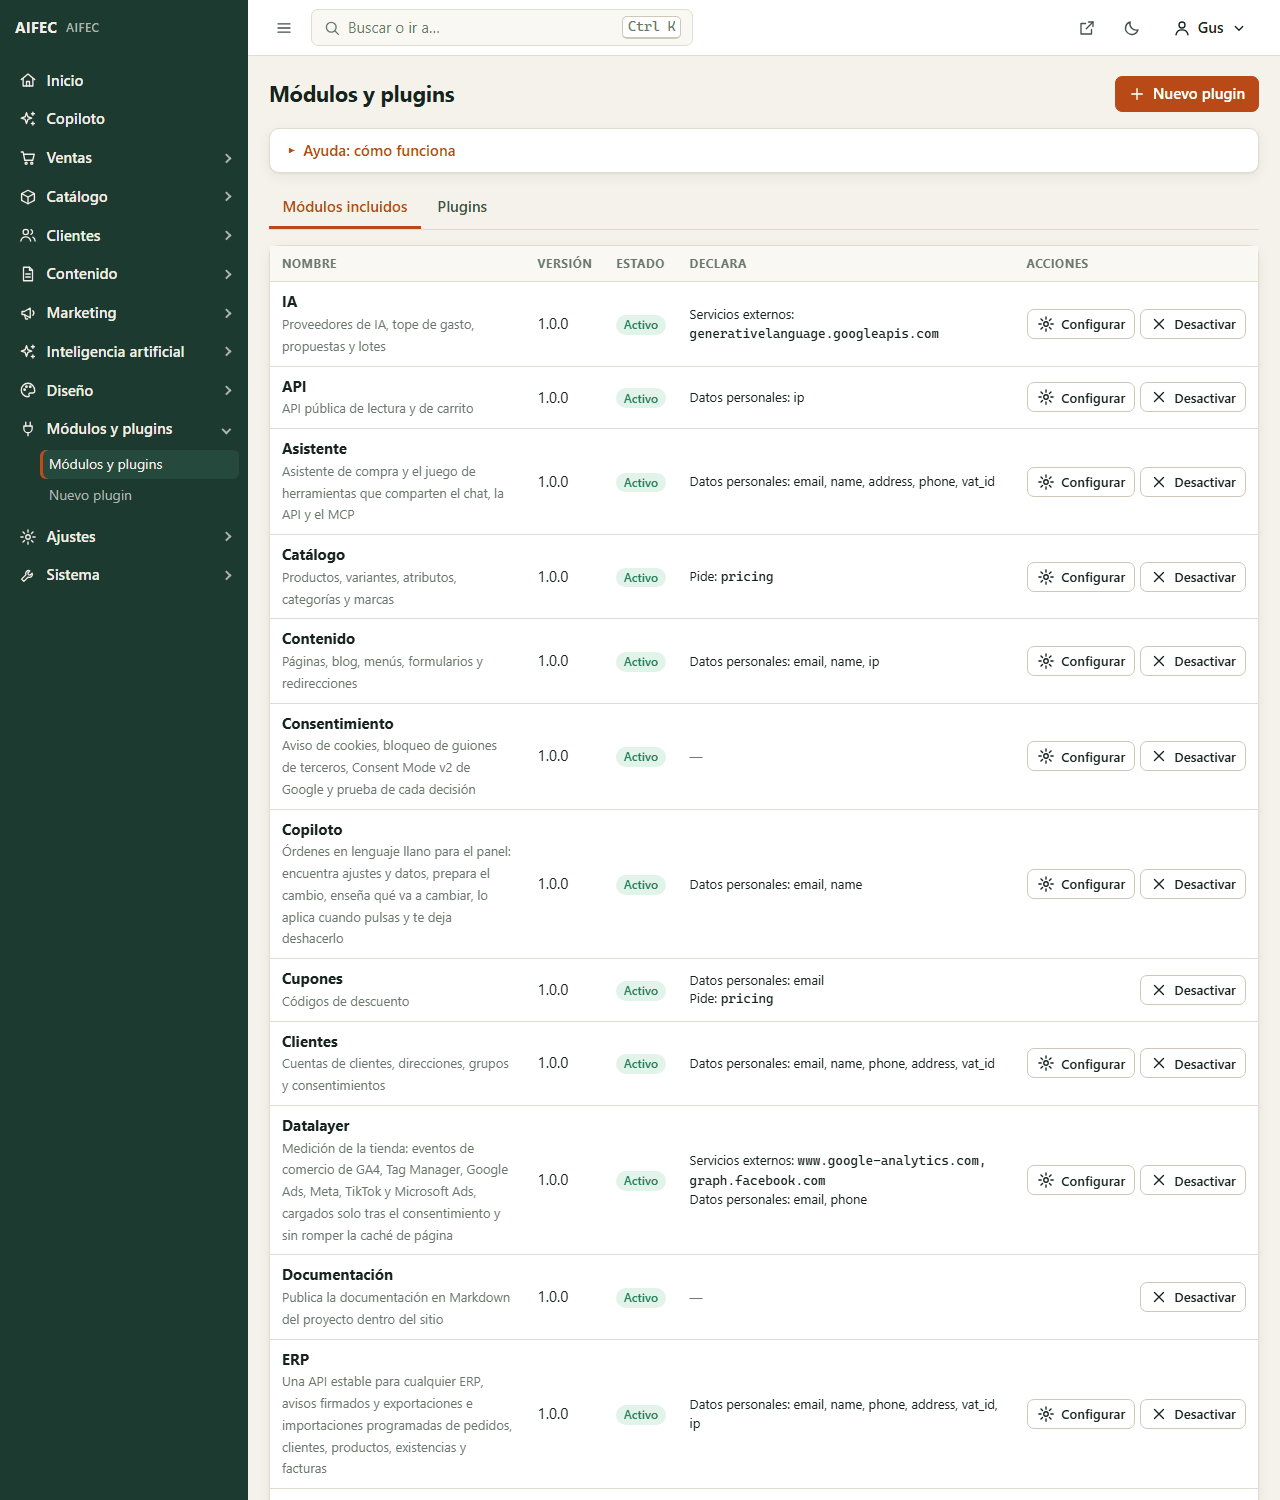 AIFEC AIFEC
Buscar o ir a...
Ctrl K
Gus
Inicio
Copiloto
Ventas
Catálogo
Clientes
Contenido
Marketing
Inteligencia artificial
Diseño
Módulos y plugins
Módulos y plugins
Nuevo plugin
Ajustes
Sistema
Módulos y plugins
Nuevo plugin
Ayuda: cómo funciona
Módulos incluidos
Plugins
NOMBRE VERSIÓN ESTADO DECLARA ACCIONES
IA
Proveedores de IA, tope de gasto,
propuestas y lotes
1.0.0
Activo
Servicios externos:
generativelanguage.googleapis.com
Configurar
Desactivar
API
API pública de lectura y de carrito
1.0.0
Activo
Datos personales: ip
Configurar
Desactivar
Asistente
Asistente de compra y el juego de
herramientas que comparten el chat, la
API y el MCP
1.0.0
Activo
Datos personales: email, name, address, phone, vat_id
Configurar
Desactivar
Catálogo
Productos, variantes, atributos,
categorías y marcas
1.0.0
Activo
Pide: pricing
Configurar
Desactivar
Contenido
Páginas, blog, menús, formularios y
redirecciones
1.0.0
Activo
Datos personales: email, name, ip
Configurar
Desactivar
Consentimiento
Aviso de cookies, bloqueo de guiones
de terceros, Consent Mode v2 de
Google y prueba de cada decisión
1.0.0
Activo
—
Configurar
Desactivar
Copiloto
Órdenes en lenguaje llano para el panel:
encuentra ajustes y datos, prepara el
cambio, enseña qué va a cambiar, lo
aplica cuando pulsas y te deja
deshacerlo
1.0.0
Activo
Datos personales: email, name
Configurar
Desactivar
Cupones
Códigos de descuento
1.0.0
Activo
Datos personales: email
Pide: pricing
Desactivar
Clientes
Cuentas de clientes, direcciones, grupos
y consentimientos
1.0.0
Activo
Datos personales: email, name, phone, address, vat_id
Configurar
Desactivar
Datalayer
Medición de la tienda: eventos de
comercio de GA4, Tag Manager, Google
Ads, Meta, TikTok y Microsoft Ads,
cargados solo tras el consentimiento y
sin romper la caché de página
1.0.0
Activo
Servicios externos: www.google-analytics.com,
graph.facebook.com
Datos personales: email, phone
Configurar
Desactivar
Documentación
Publica la documentación en Markdown
del proyecto dentro del sitio
1.0.0
Activo
—
Desactivar
ERP
Una API estable para cualquier ERP,
avisos firmados y exportaciones e
importaciones programadas de pedidos,
clientes, productos, existencias y
facturas
1.0.0
Activo
Datos personales: email, name, phone, address, vat_id,
ip
Configurar
Desactivar